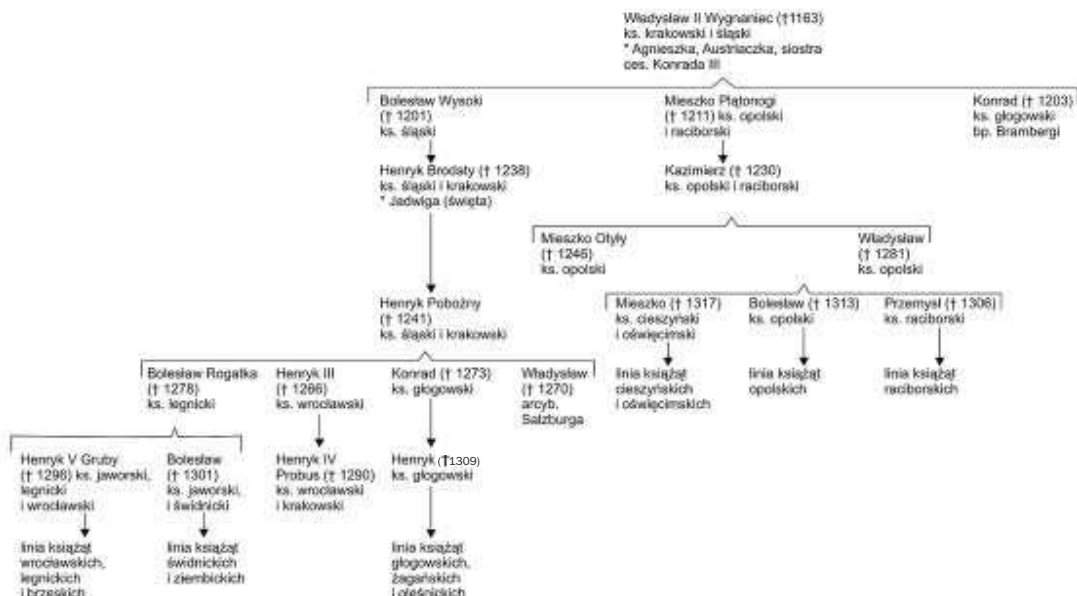 Władysław II Wygnaniec († 1163)
ks. krakowski i śląski
* Agnieszka, Austriaczka, siostra
ces. Konrada III
Bolesław Wysoki
(† 1201)
ks. śląski
Mieszko Plątonogi
(† 1211) ks. opolski
i raciborski
Konrad († 1203)
ks. głogowski
bp. Brambergi
Henryk Brodaty († 1238)
ks. śląski i krakowski
* Jadwiga (święta)
Kazimierz († 1230)
ks. opolski i raciborski
Mieszko Otyły
(† 1246)
ks. opolski
Władysław
(† 1281)
ks. opolski
Henryk Pobożny
(† 1241)
ks. śląski i krakowski
Mieszko († 1317)
ks. cieszyński
i oświęcimski
Bolesław († 1313)
ks. opolski
Przemysł († 1306)
ks. raciborski
linia książąt
cieszyńskich
i oświęcimskich
linia książąt
opolskich
linia książąt
raciborskich
Bolesław Rogatka
(† 1278)
ks. legnicki
Henryk III
(† 1266)
ks. wrocławski
Konrad († 1273)
ks. głogowski
Władysław
(† 1270)
arcyb.
Salzburga
Henryk V Gruby
(† 1296) ks. jaworski,
legnicki
i wrocławski
Bolesław
(† 1301)
ks. jaworski,
i świdnicki
Henryk IV
Probus († 1290)
ks. wrocławski
i krakowski
Henryk (†1309)
ks. głogowski
linia książąt
wrocławskich,
legnickich
i brzeskich
linia książąt
świdnickich
i ziembickich
linia książąt
głogowskich,
żagańskich
i oleśnickich